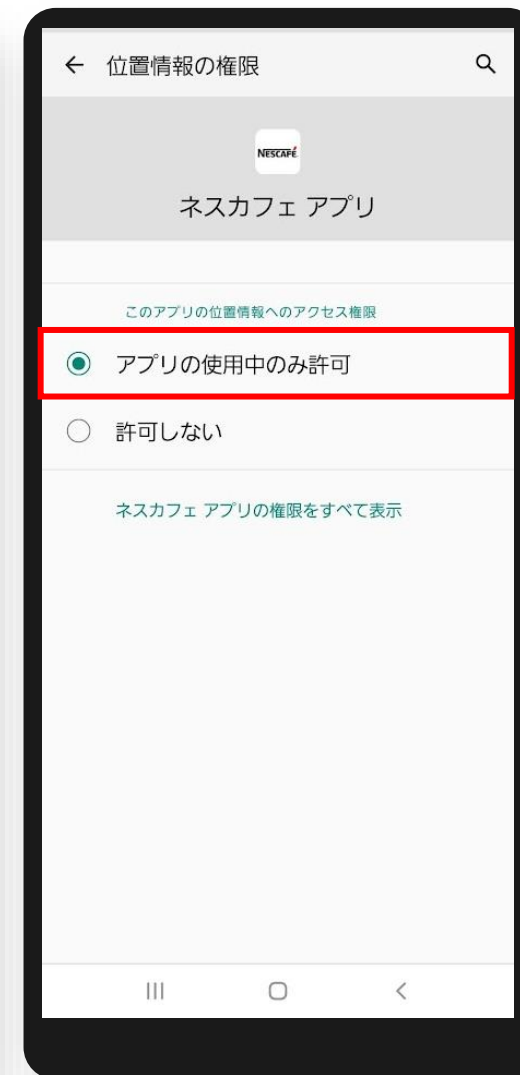 位置情報の権限
NESCAFÉ
ネスカフェ アプリ
このアプリの位置情報へのアクセス権限
アプリの使用中のみ許可
許可しない
ネスカフェ アプリの権限をすべて表示